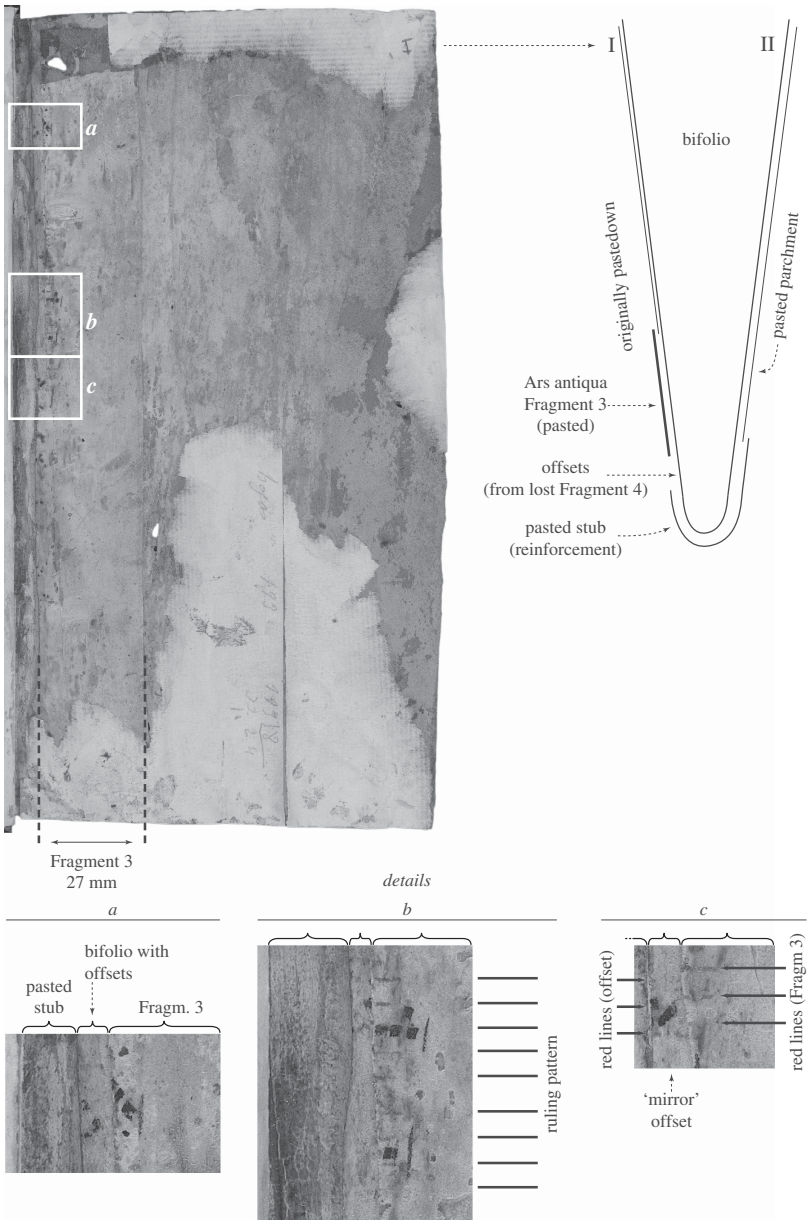 I
II
bifolio
originally pastedown
pasted parchment
Ars antiqua
Fragment 3
(pasted)
offsets
(from lost Fragment 4)
pasted stub
(reinforcement)
a
b
c
I
Fragment 3
27 mm
details
a
b
c
bifolio with
offsets
pasted
stub
Fragm. 3
ruling pattern
red lines (offset)
red lines (Fragm 3)
‘mirror’
offset